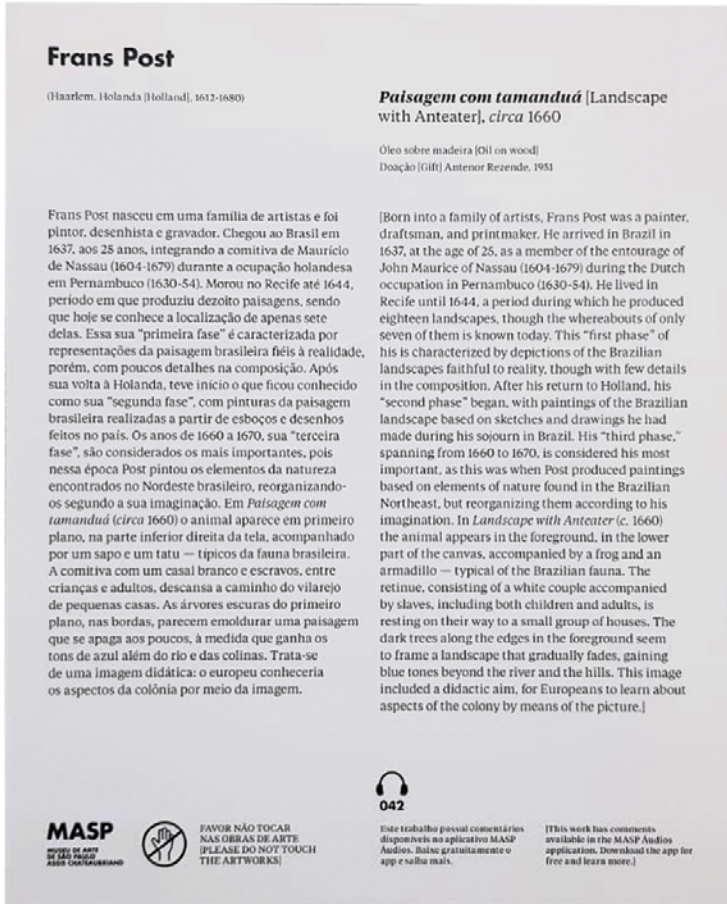 Frans Post
(Haarlem, Holanda [Holland], 1612-1680)
Paisagem com tamanduá [Landscape
with Anteater], circa 1660
Óleo sobre madeira [Oil on wood]
Doação [Gift] Antenor Rezende, 1951
Frans Post nasceu em uma família de artistas e foi
pintor, desenhista e gravador. Chegou ao Brasil em
1637, aos 25 anos, integrando a comitiva de Maurício
de Nassau (1604-1679) durante a ocupação holandesa
em Pernambuco (1630-54). Morou no Recife até 1644,
período em que produziu dezoito paisagens, sendo
que hoje se conhece a localização de apenas sete
delas. Essa sua "primeira fase" é caracterizada por
representações da paisagem brasileira fiéis à realidade,
porém, com poucos detalhes na composição. Após
sua volta à Holanda, teve início o que ficou conhecido
como sua "segunda fase", com pinturas da paisagem
brasileira realizadas a partir de esboços e desenhos
feitos no país. Os anos de 1660 a 1670, sua "terceira
fase", são considerados os mais importantes, pois
nessa época Post pintou os elementos da natureza
encontrados no Nordeste brasileiro, reorganizando-
os segundo a sua imaginação. Em Paisagem com
tamanduá (circa 1660) o animal aparece em primeiro
plano, na parte inferior direita da tela, acompanhado
por um sapo e um tatu — típicos da fauna brasileira.
A comitiva com um casal branco e escravos, entre
crianças e adultos, descansa a caminho do vilarejo
de pequenas casas. As árvores escuras do primeiro
plano, nas bordas, parecem emoldurar uma paisagem
que se apaga aos poucos, à medida que ganha os
tons de azul além do rio e das colinas. Trata-se
de uma imagem didática: o europeu conheceria
os aspectos da colônia por meio da imagem.
[Born into a family of artists, Frans Post was a painter,
draftsman, and printmaker. He arrived in Brazil in
1637, at the age of 25, as a member of the entourage of
John Maurice of Nassau (1604-1679) during the Dutch
occupation in Pernambuco (1630-54). He lived in
Recife until 1644, a period during which he produced
eighteen landscapes, though the whereabouts of only
seven of them is known today. This "first phase" of
his is characterized by depictions of the Brazilian
landscapes faithful to reality, though with few details
in the composition. After his return to Holland, his
"second phase" began, with paintings of the Brazilian
landscape based on sketches and drawings he had
made during his sojourn in Brazil. His "third phase,"
spanning from 1660 to 1670, is considered his most
important, as this was when Post produced paintings
based on elements of nature found in the Brazilian
Northeast, but reorganizing them according to his
imagination. In Landscape with Anteater (c. 1660)
the animal appears in the foreground, in the lower
part of the canvas, accompanied by a frog and an
armadillo — typical of the Brazilian fauna. The
retinue, consisting of a white couple accompanied
by slaves, including both children and adults, is
resting on their way to a small group of houses. The
dark trees along the edges in the foreground seem
to frame a landscape that gradually fades, gaining
blue tones beyond the river and the hills. This image
included a didactic aim, for Europeans to learn about
aspects of the colony by means of the picture.]
MASP
MUSEU DE ARTE
DE SÃO PAULO
ASSIS CHATEAUBRIAND
FAVOR NÃO TOCAR
NAS OBRAS DE ARTE
[PLEASE DO NOT TOUCH
THE ARTWORKS]
042
Este trabalho possui comentários
disponíveis no aplicativo MASP
Áudios. Baixe gratuitamente o
app e saiba mais.
[This work has comments
available in the MASP Áudios
application. Download the app for
free and learn more.]